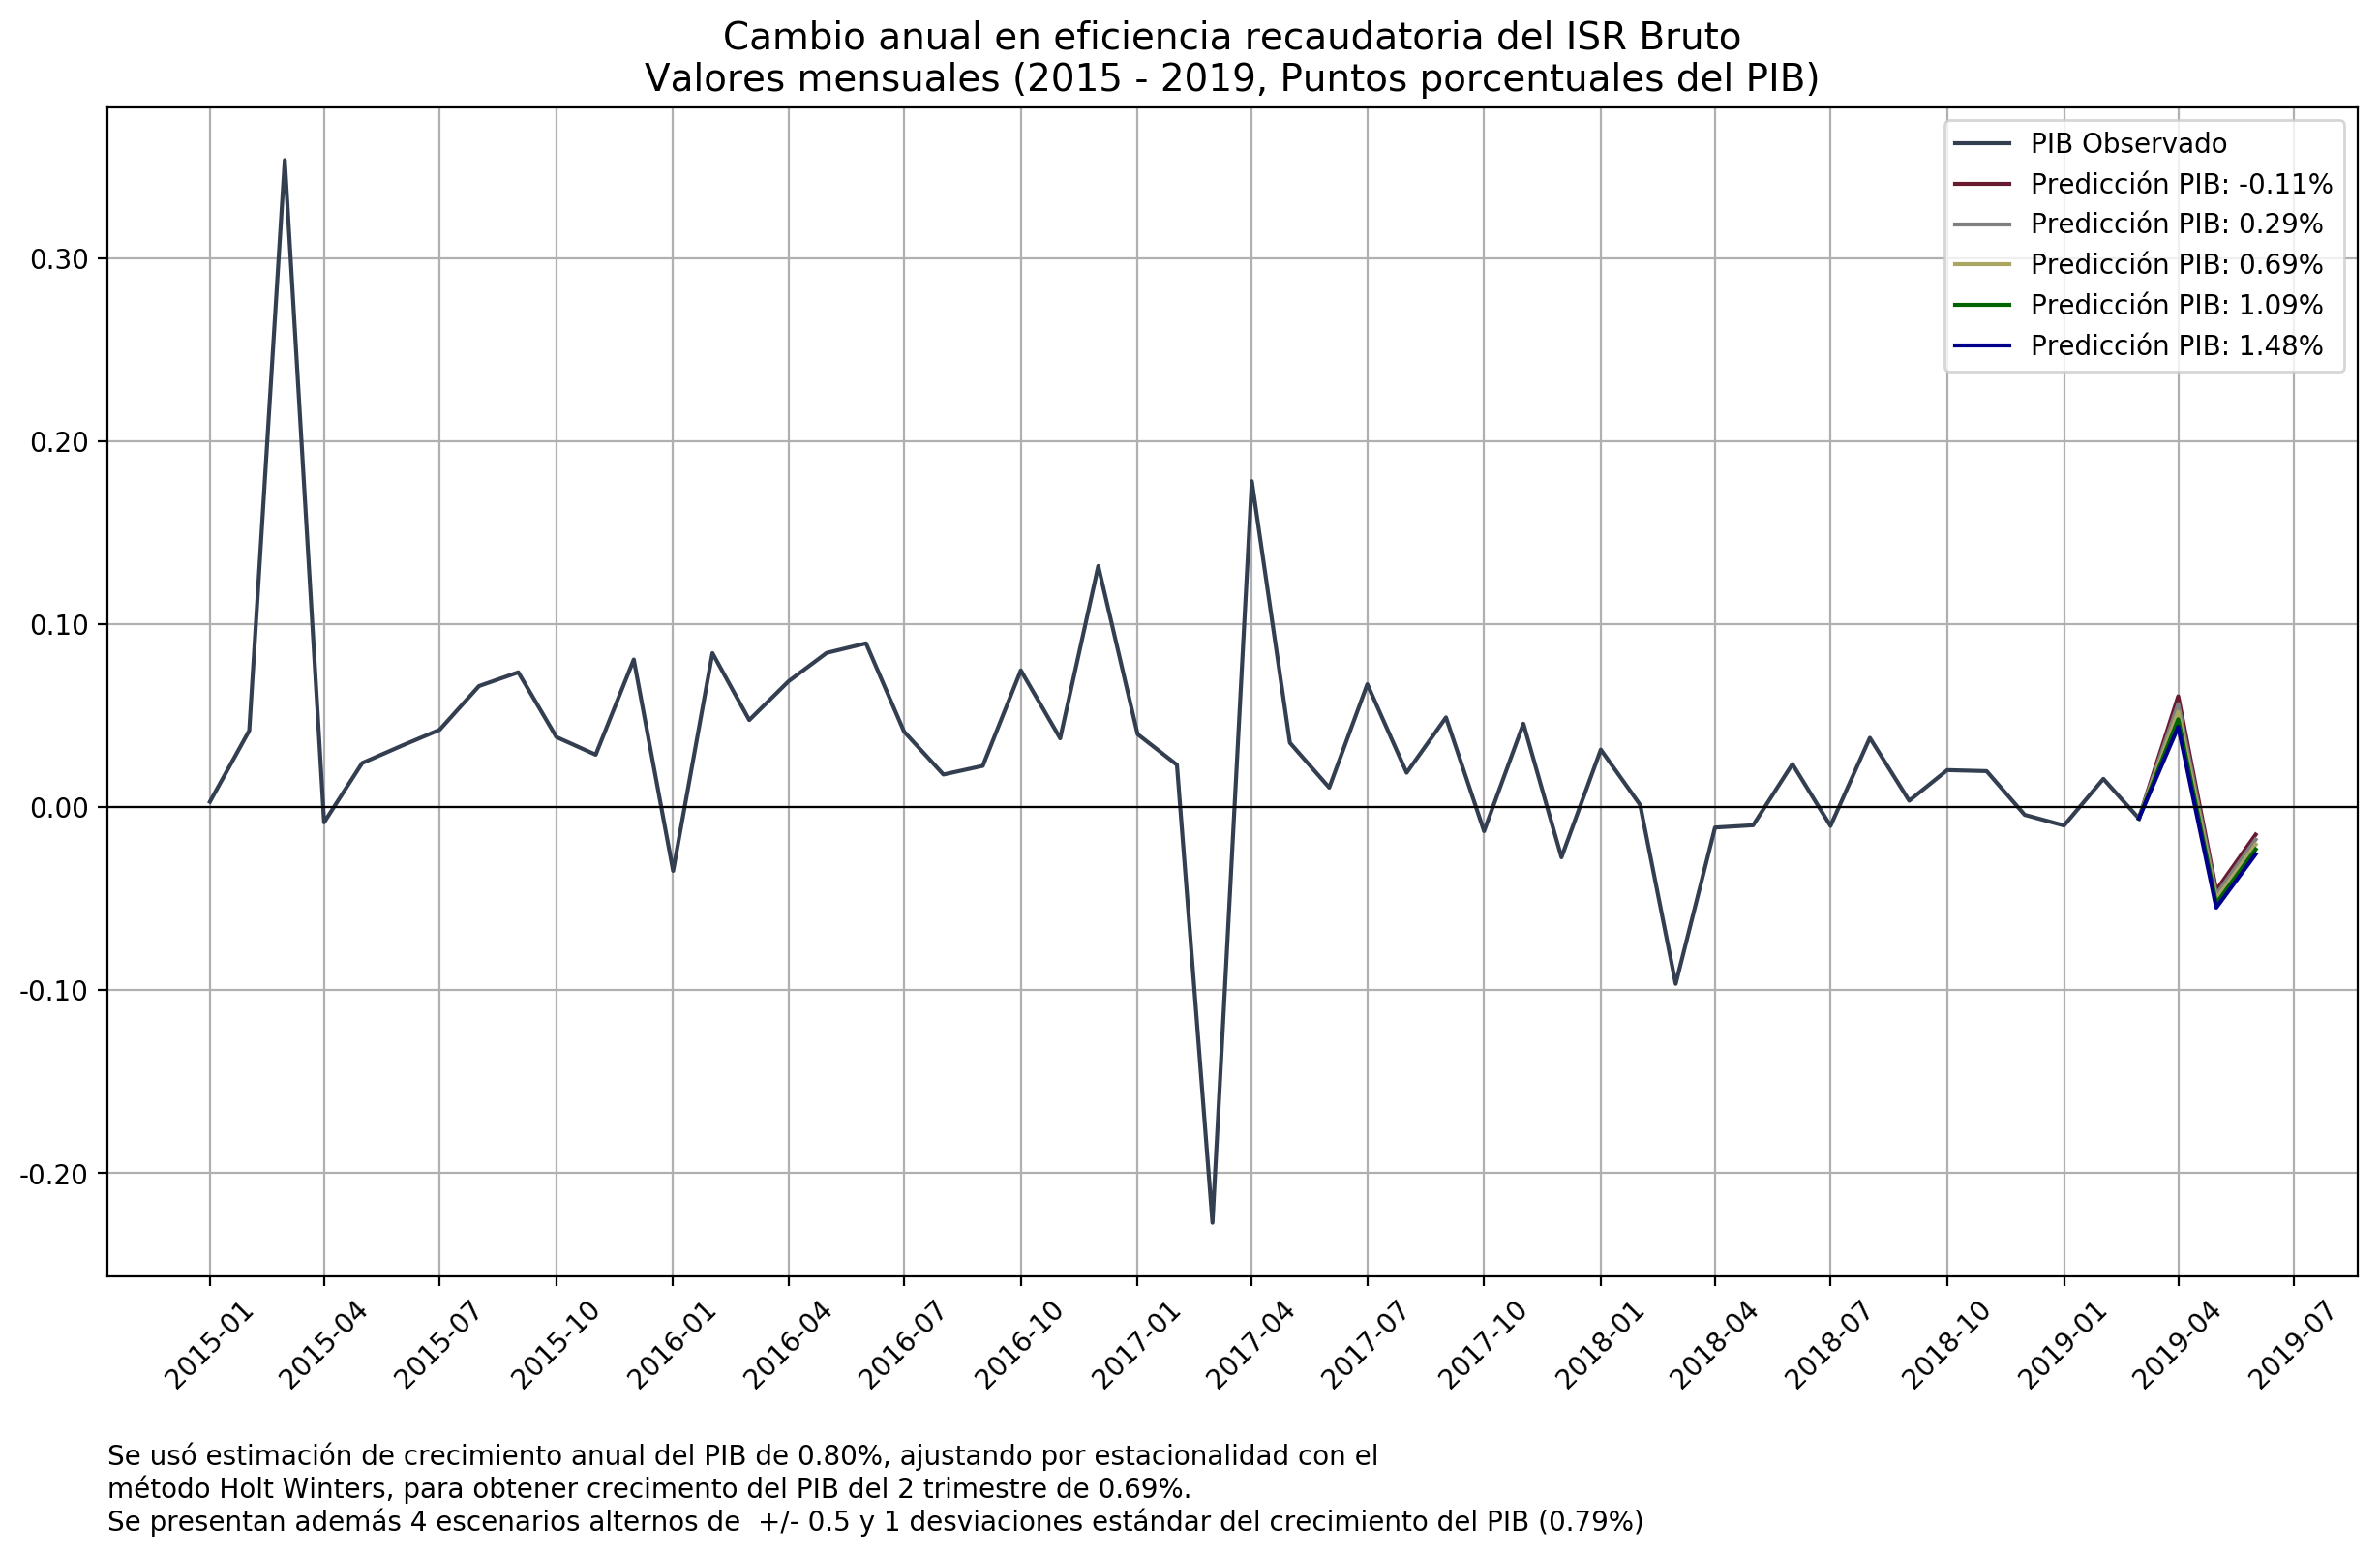 Cambio anual en eficiencia recaudatoria del ISR Bruto
Valores mensuales (2015 - 2019, Puntos porcentuales del PIB)
PIB Observado
Predicción PIB: -0.11%
Predicción PIB: 0.29%
Predicción PIB: 0.69%
Predicción PIB: 1.09%
Predicción PIB: 1.48%
0.30
0.20
0.10
0.00
-0.10
-0.20
2015-01
2015-04
2015-07
2015-10
2016-01
2016-04
2016-07
2016-10
2017-01
2017-04
2017-07
2017-10
2018-01
2018-04
2018-07
2018-10
2019-01
2019-04
2019-07
Se usó estimación de crecimiento anual del PIB de 0.80%, ajustando por estacionalidad con el
método Holt Winters, para obtener crecimento del PIB del 2 trimestre de 0.69%.
Se presentan además 4 escenarios alternos de  +/- 0.5 y 1 desviaciones estándar del crecimiento del PIB (0.79%)